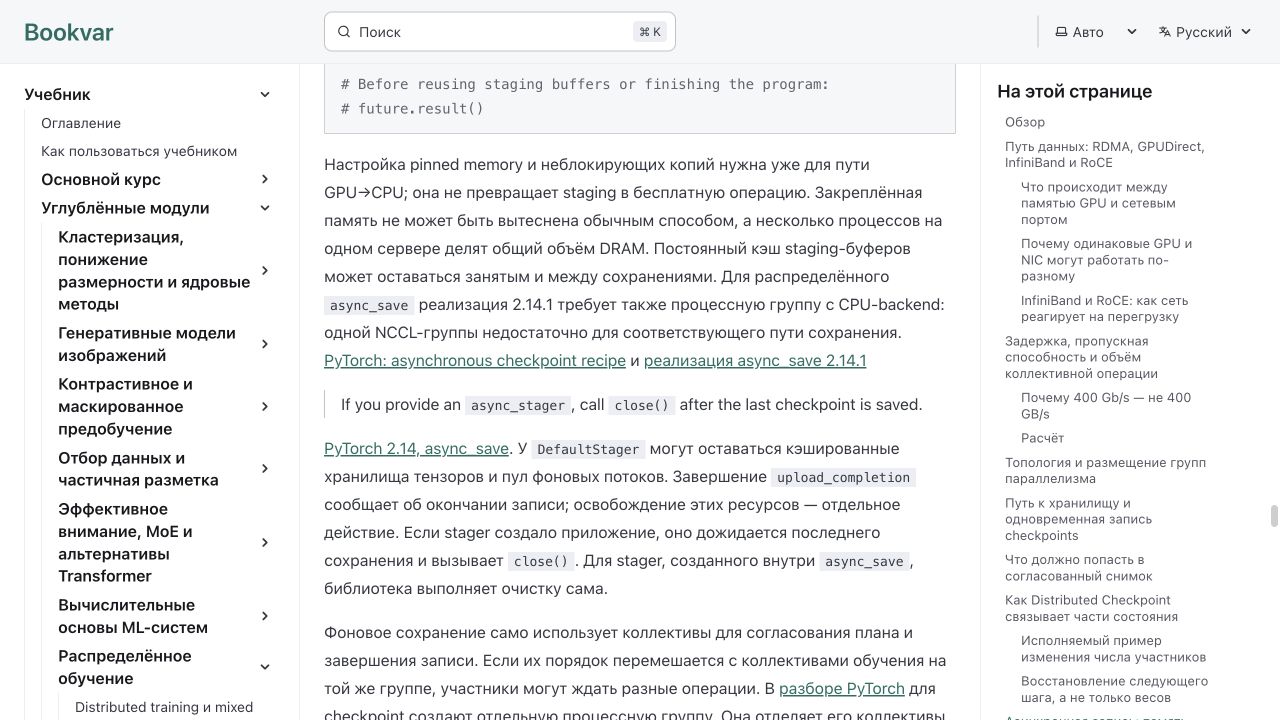 Bookvar
Поиск
⌘ K
Авто
Русский
Учебник
Оглавление
Как пользоваться учебником
Основной курс
Углублённые модули
Кластеризация,
понижение
размерности и ядровые
методы
Генеративные модели
изображений
Контрастивное и
маскированное
предобучение
Отбор данных и
частичная разметка
Эффективное
внимание, MoE и
альтернативы
Transformer
Вычислительные
основы ML-систем
Распределённое
обучение
Distributed training и mixed
# Before reusing staging buffers or finishing the program:
# future.result()
Настройка pinned memory и неблокирующих копий нужна уже для пути
GPU→CPU; она не превращает staging в бесплатную операцию. Закреплённая
память не может быть вытеснена обычным способом, а несколько процессов на
одном сервере делят общий объём DRAM. Постоянный кэш staging-буферов
может оставаться занятым и между сохранениями. Для распределённого
async_save реализация 2.14.1 требует также процессную группу с CPU-backend:
одной NCCL-группы недостаточно для соответствующего пути сохранения.
PyTorch: asynchronous checkpoint recipe и реализация async_save 2.14.1
If you provide an async_stager, call close() after the last checkpoint is saved.
PyTorch 2.14, async_save. У DefaultStager могут оставаться кэшированные
хранилища тензоров и пул фоновых потоков. Завершение upload_completion
сообщает об окончании записи; освобождение этих ресурсов — отдельное
действие. Если stager создало приложение, оно дожидается последнего
сохранения и вызывает close(). Для stager, созданного внутри async_save,
библиотека выполняет очистку сама.
Фоновое сохранение само использует коллективы для согласования плана и
завершения записи. Если их порядок перемешается с коллективами обучения на
той же группе, участники могут ждать разные операции. В разборе PyTorch для
checkpoint создают отдельную процессную группу. Она отделяет его коллективы
На этой странице
Обзор
Путь данных: RDMA, GPUDirect,
InfiniBand и RoCE
Что происходит между
памятью GPU и сетевым
портом
Почему одинаковые GPU и
NIC могут работать по-
разному
InfiniBand и RoCE: как сеть
реагирует на перегрузку
Задержка, пропускная
способность и объём
коллективной операции
Почему 400 Gb/s — не 400
GB/s
Расчёт
Топология и размещение групп
параллелизма
Путь к хранилищу и
одновременная запись
checkpoints
Что должно попасть в
согласованный снимок
Как Distributed Checkpoint
связывает части состояния
Исполняемый пример
изменения числа участников
Восстановление следующего
шага, а не только весов